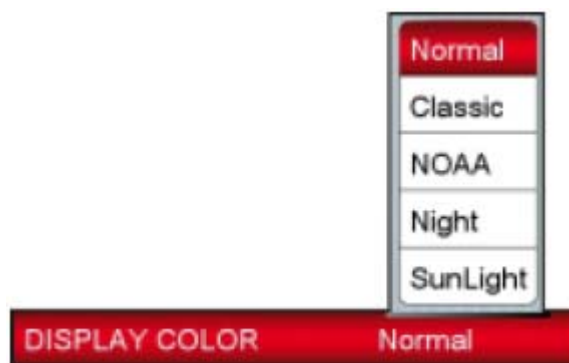 Normal
Classic
NOAA
Night
SunLight
DISPLAY COLOR Normal